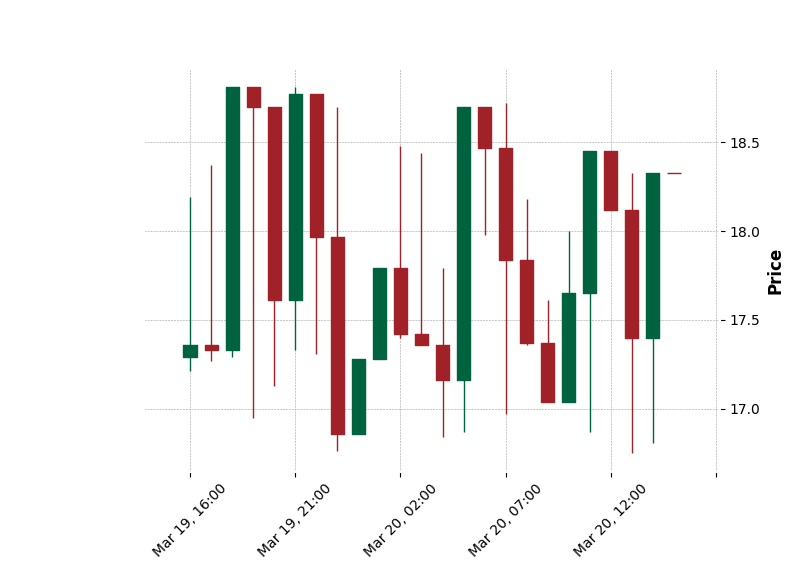 18.5
18.0
17.5
17.0
Price
Mar 19, 16:00
Mar 19, 21:00
Mar 20, 02:00
Mar 20, 07:00
Mar 20, 12:00